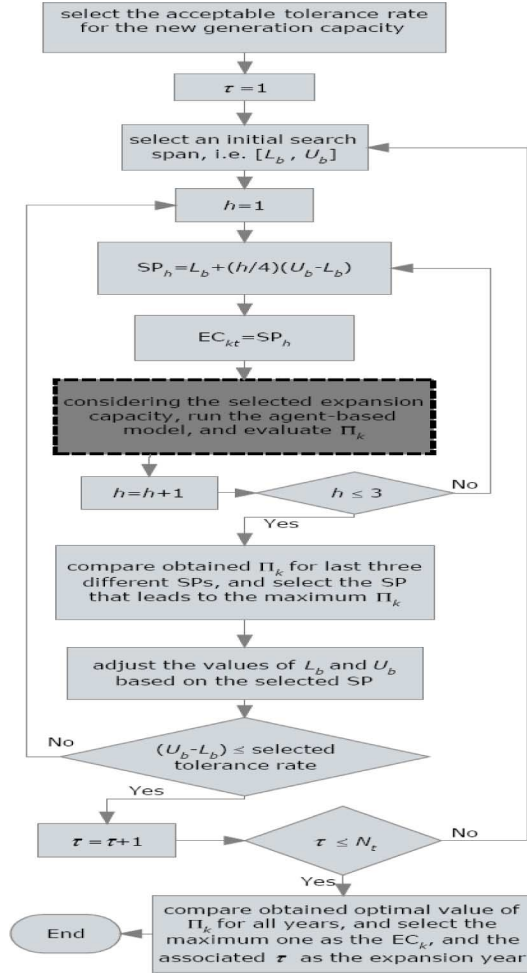 select the acceptable tolerance rate
for the new generation capacity
τ =1
select an initial search
span, i.e. [L_b , U_b]
h=1
SP_h=L_b+(h/4)(U_b-L_b)
EC_kt=SP_h
considering the selected expansion
capacity, run the agent-based
model, and evaluate Π_k
h=h+1
h ≤ 3
No
Yes
compare obtained Π_k for last three
different SPs, and select the SP
that leads to the maximum Π_k
adjust the values of L_b and U_b
based on the selected SP
No
(U_b-L_b) ≤ selected
tolerance rate
Yes
τ = τ+1
τ ≤ N_t
No
Yes
compare obtained optimal value of
Π_k for all years, and select the
maximum one as the EC_k, and the
associated τ as the expansion year
End